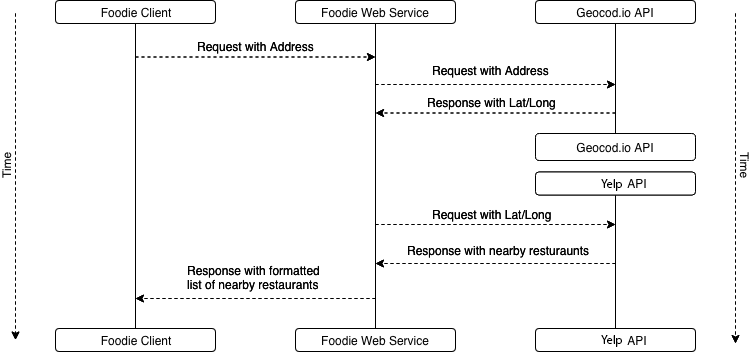 Foodie Client
Foodie Web Service
Geocod.io API
Request with Address
Request with Address
Response with Lat/Long
Geocod.io API
Time
Time
Yelp API
Request with Lat/Long
Response with nearby resturaunts
Response with formatted
list of nearby restaurants
Foodie Client
Foodie Web Service
Yelp API